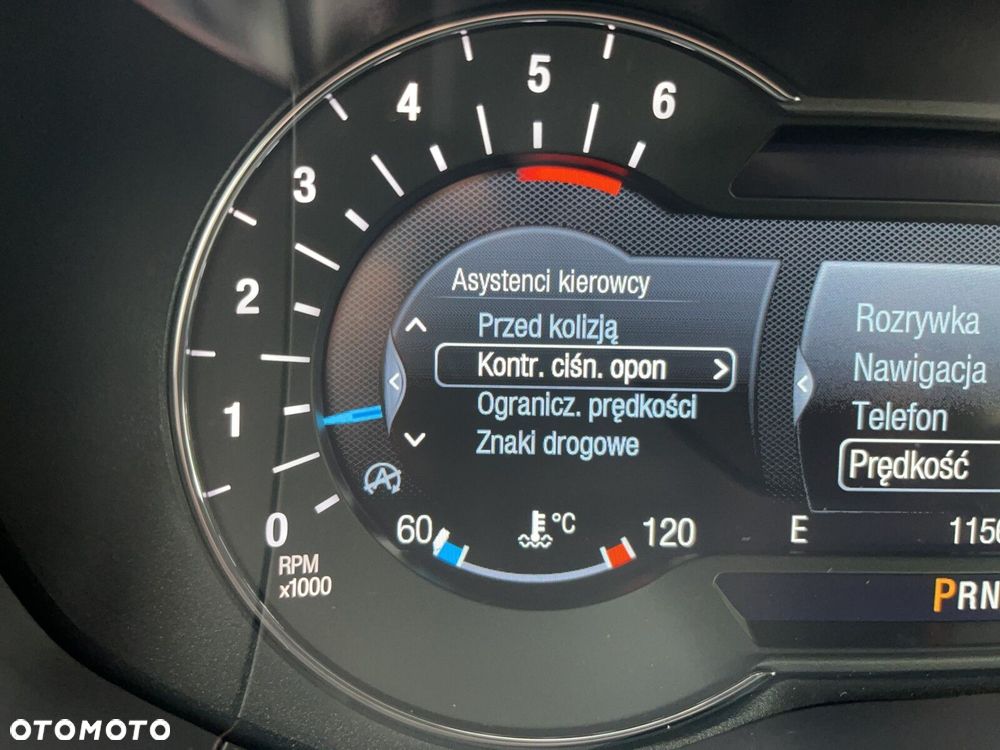 5
4
6
3
2
1
0
RPM
x1000
Asystenci kierowcy
Przed kolizją
Kontr. ciśn. opon
Ogranicz. prędkości
Znaki drogowe
A
60
°C
120
Rozrywka
Nawigacja
Telefon
Prędkość
E
PRN
OTOMOTO